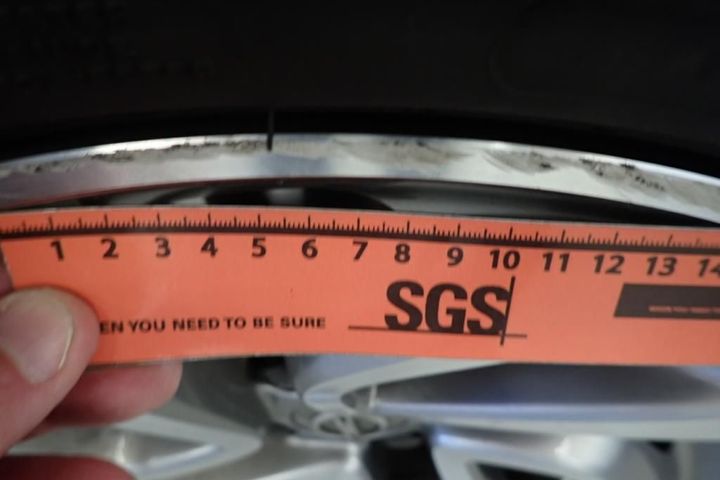 1 2 3 4 5 6 7 8 9 10 11 12 13 14
SGS
EN YOU NEED TO BE SURE